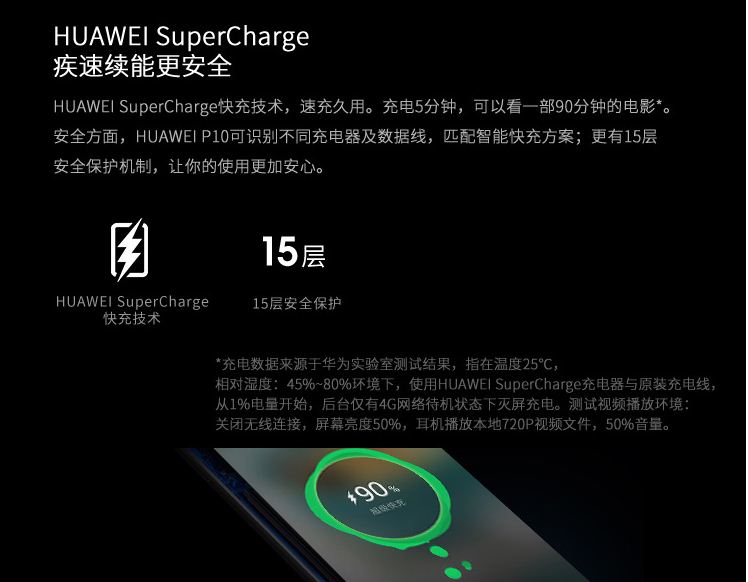 HUAWEI SuperCharge
疾速续能更安全
HUAWEI SuperCharge快充技术，速充久用。充电5分钟，可以看一部90分钟的电影*。
安全方面，HUAWEI P10可识别不同充电器及数据线，匹配智能快充方案；更有15层
安全保护机制，让你的使用更加安心。
15层
HUAWEI SuperCharge
快充技术
15层安全保护
*充电数据来源于华为实验室测试结果，指在温度25℃，
相对湿度：45%~80%环境下，使用HUAWEI SuperCharge充电器与原装充电线，
从1%电量开始，后台仅有4G网络待机状态下灭屏充电。测试视频播放环境：
关闭无线连接，屏幕亮度50%，耳机播放本地720P视频文件，50%音量。
90%
超级快充